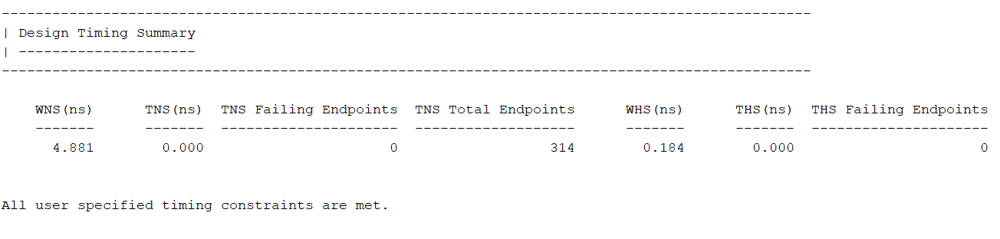 ------------------------------------------------------------------------------------------------
| Design Timing Summary
| ---------------------
------------------------------------------------------------------------------------------------
WNS(ns) TNS(ns) TNS Failing Endpoints TNS Total Endpoints WHS(ns) THS(ns) THS Failing Endpoints
------- ------- --------------------- ------------------- ------- ------- ---------------------
4.881 0.000 0 314 0.184 0.000 0
All user specified timing constraints are met.